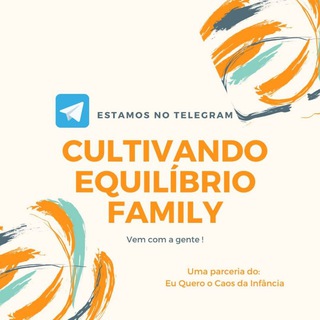 ESTAMOS NO TELEGRAM
CULTIVANDO
EQUILÍBRIO
FAMILY
Vem com a gente !
Uma parceria do:
Eu Quero o Caos da Infância